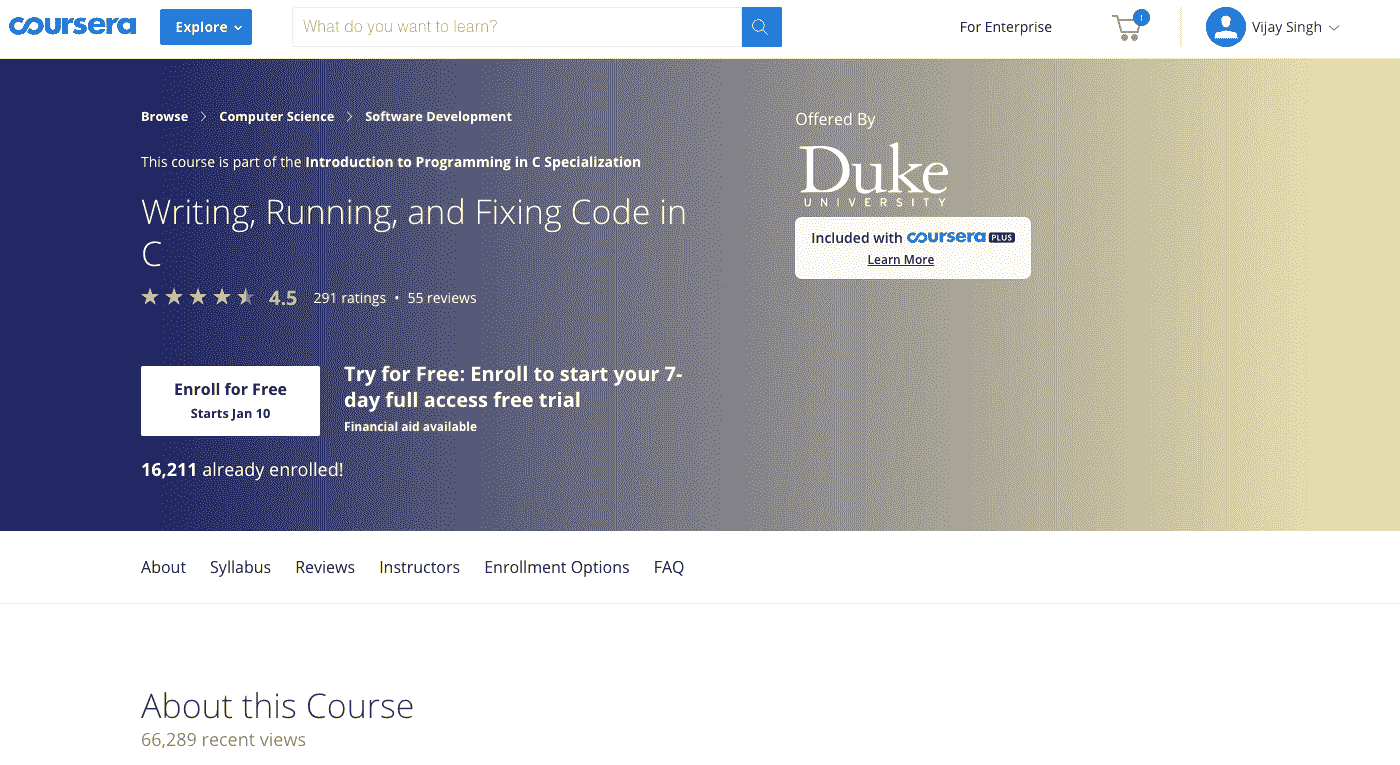 coursera
Explore
What do you want to learn?
For Enterprise
1
Vijay Singh
Browse > Computer Science > Software Development
This course is part of the Introduction to Programming in C Specialization
Writing, Running, and Fixing Code in
C
4.5 291 ratings • 55 reviews
Enroll for Free
Starts Jan 10
Try for Free: Enroll to start your 7-
day full access free trial
Financial aid available
16,211 already enrolled!
Offered By
Duke
UNIVERSITY
Included with coursera PLUS
Learn More
About Syllabus Reviews Instructors Enrollment Options FAQ
About this Course
66,289 recent views